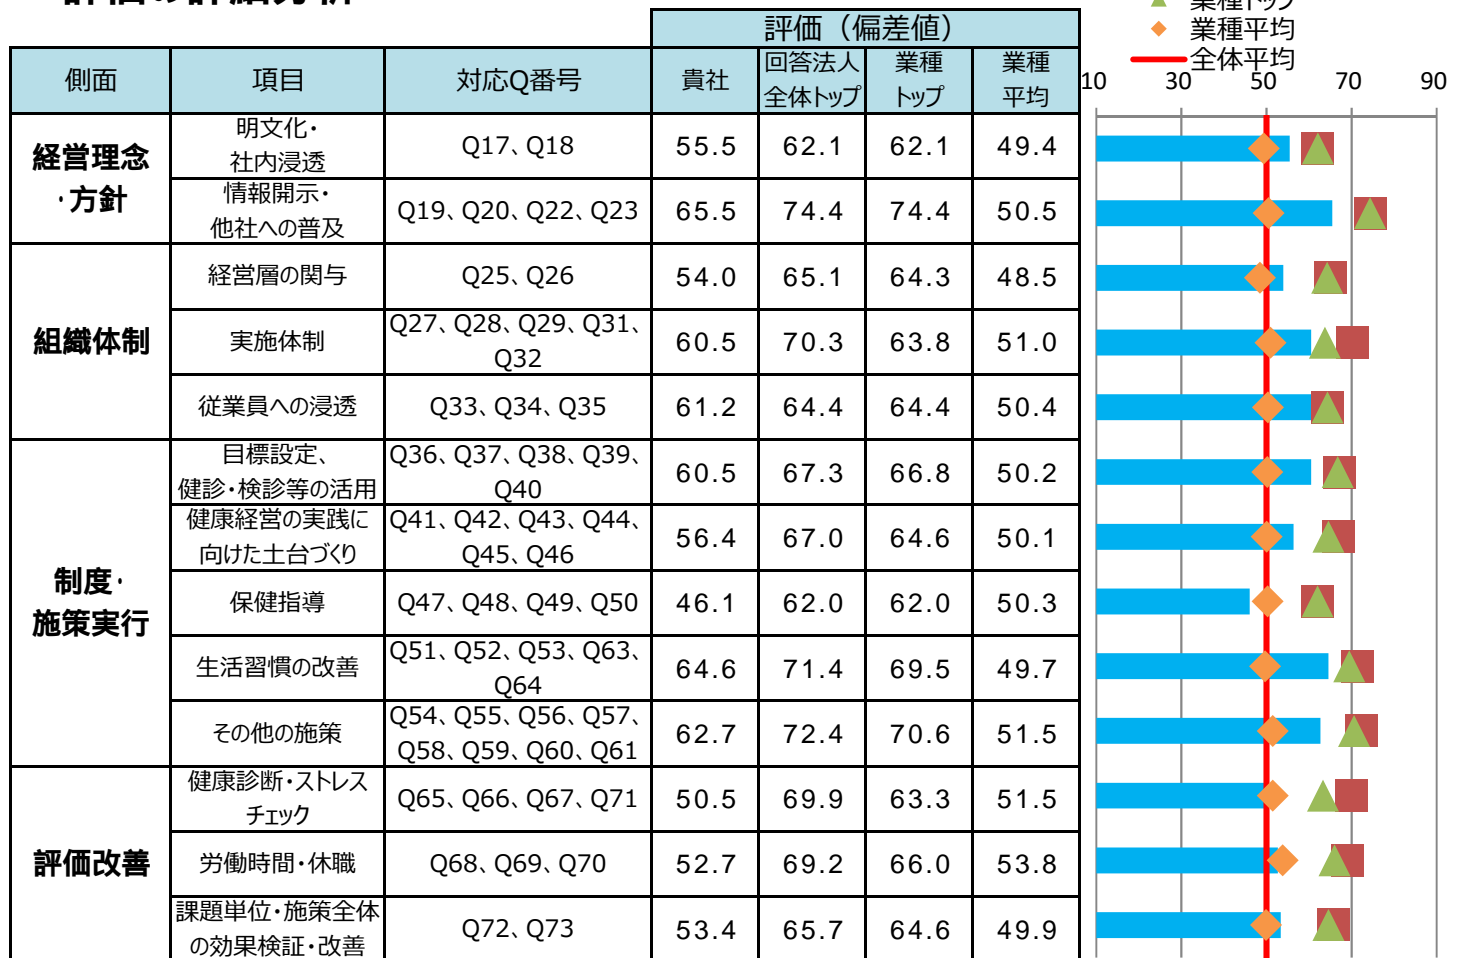 評価の詳細分析
業種トップ
業種平均
全体平均
評価（偏差値）
側面 項目 対応Q番号 貴社 回答法人全体トップ 業種トップ 業種平均
10 30 50 70 90
経営理念・方針
明文化・社内浸透 Q17、Q18 55.5 62.1 62.1 49.4
情報開示・他社への普及 Q19、Q20、Q22、Q23 65.5 74.4 74.4 50.5
組織体制
経営層の関与 Q25、Q26 54.0 65.1 64.3 48.5
実施体制 Q27、Q28、Q29、Q31、Q32 60.5 70.3 63.8 51.0
従業員への浸透 Q33、Q34、Q35 61.2 64.4 64.4 50.4
制度・施策実行
目標設定、健診・検診等の活用 Q36、Q37、Q38、Q39、Q40 60.5 67.3 66.8 50.2
健康経営の実践に向けた土台づくり Q41、Q42、Q43、Q44、Q45、Q46 56.4 67.0 64.6 50.1
保健指導 Q47、Q48、Q49、Q50 46.1 62.0 62.0 50.3
生活習慣の改善 Q51、Q52、Q53、Q63、Q64 64.6 71.4 69.5 49.7
その他の施策 Q54、Q55、Q56、Q57、Q58、Q59、Q60、Q61 62.7 72.4 70.6 51.5
評価改善
健康診断・ストレスチェック Q65、Q66、Q67、Q71 50.5 69.9 63.3 51.5
労働時間・休職 Q68、Q69、Q70 52.7 69.2 66.0 53.8
課題単位・施策全体の効果検証・改善 Q72、Q73 53.4 65.7 64.6 49.9